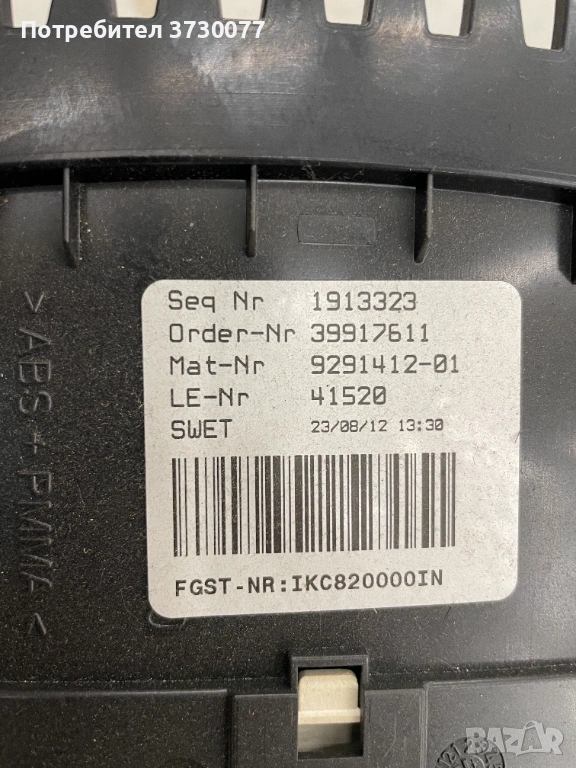 Потребител 3730077
Seq Nr 1913323
Order-Nr 39917611
Mat-Nr 9291412-01
LE-Nr 41520
SWET 23/08/12 13:30
FGST-NR:IKC820000IN
> ABS + PMMA <
BAZAR